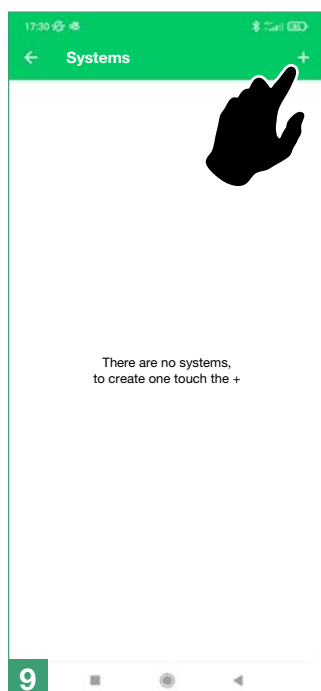 17:30
Systems
+
There are no systems,
to create one touch the +
9